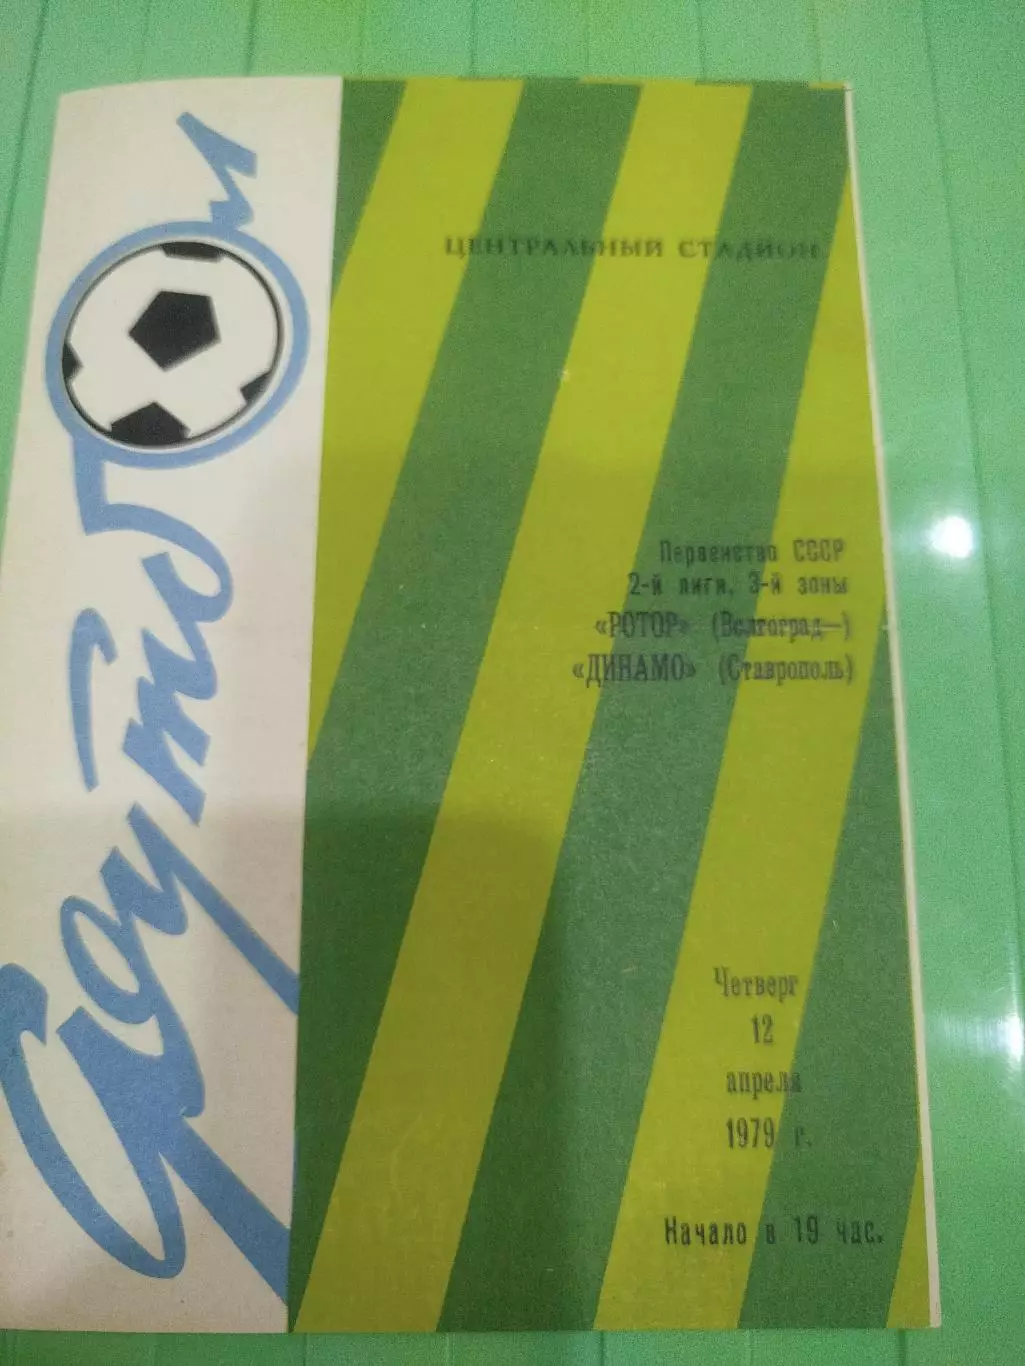 Футбол
ЦЕНТРАЛЬНЫЙ СТАДИОН
Первенство СССР
2-й лиги, 3-й зоны
«РОТОР» (Волгоград—)
«ДИНАМО» (Ставрополь)
Четверг
12
апреля
1979 г.
Начало в 19 час.